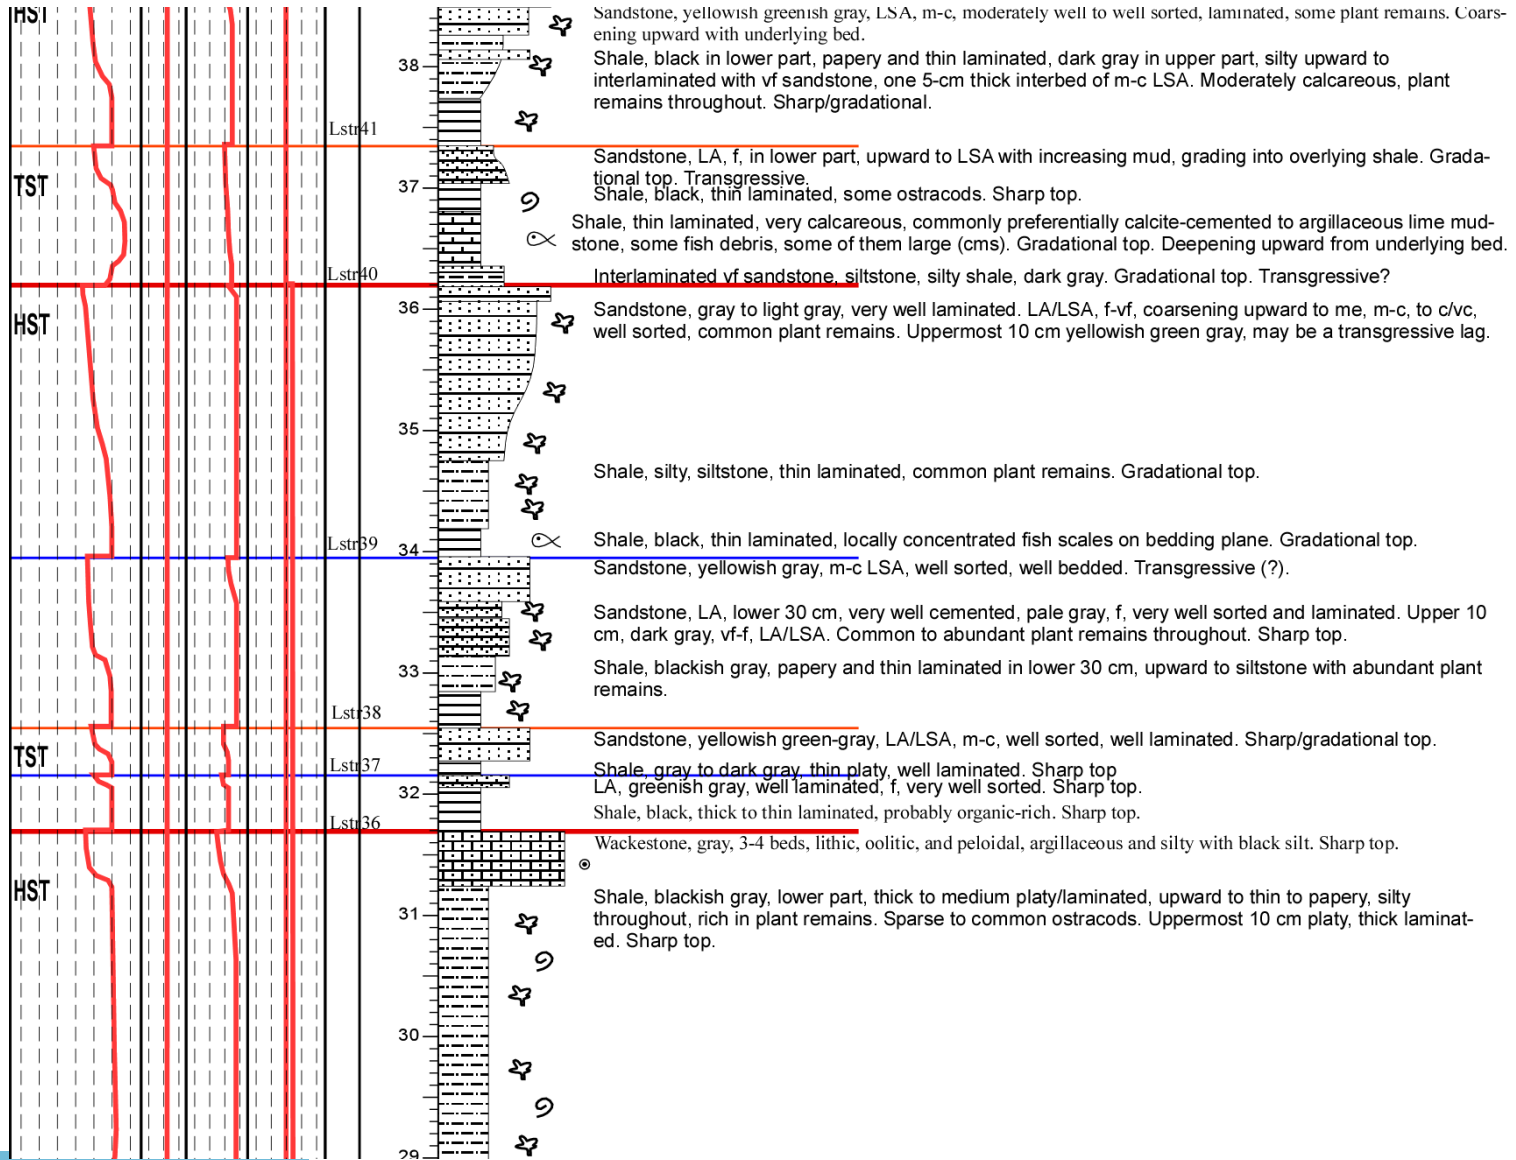 HST
Sandstone, yellowish greenish gray, LSA, m-c, moderately well to well sorted, laminated, some plant remains. Coars-
ening upward with underlying bed.
38
Shale, black in lower part, papery and thin laminated, dark gray in upper part, silty upward to
interlaminated with vf sandstone, one 5-cm thick interbed of m-c LSA. Moderately calcareous, plant
remains throughout. Sharp/gradational.
Lstr41
Sandstone, LA, f, in lower part, upward to LSA with increasing mud, grading into overlying shale. Grada-
tional top. Transgressive.
TST
37
Shale, black, thin laminated, some ostracods. Sharp top.
Shale, thin laminated, very calcareous, commonly preferentially calcite-cemented to argillaceous lime mud-
stone, some fish debris, some of them large (cms). Gradational top. Deepening upward from underlying bed.
Lstr40
Interlaminated vf sandstone, siltstone, silty shale, dark gray. Gradational top. Transgressive?
36
HST
Sandstone, gray to light gray, very well laminated. LA/LSA, f-vf, coarsening upward to me, m-c, to c/vc,
well sorted, common plant remains. Uppermost 10 cm yellowish green gray, may be a transgressive lag.
35
Shale, silty, siltstone, thin laminated, common plant remains. Gradational top.
Lstr39
34
Shale, black, thin laminated, locally concentrated fish scales on bedding plane. Gradational top.
Sandstone, yellowish gray, m-c LSA, well sorted, well bedded. Transgressive (?).
Sandstone, LA, lower 30 cm, very well cemented, pale gray, f, very well sorted and laminated. Upper 10
cm, dark gray, vf-f, LA/LSA. Common to abundant plant remains throughout. Sharp top.
33
Shale, blackish gray, papery and thin laminated in lower 30 cm, upward to siltstone with abundant plant
remains.
Lstr38
Sandstone, yellowish green-gray, LA/LSA, m-c, well sorted, well laminated. Sharp/gradational top.
TST
Lstr37
Shale, gray to dark gray, thin platy, well laminated. Sharp top
32
LA, greenish gray, well laminated, f, very well sorted. Sharp top.
Shale, black, thick to thin laminated, probably organic-rich. Sharp top.
Lstr36
Wackestone, gray, 3-4 beds, lithic, oolitic, and peloidal, argillaceous and silty with black silt. Sharp top.
HST
31
Shale, blackish gray, lower part, thick to medium platy/laminated, upward to thin to papery, silty
throughout, rich in plant remains. Sparse to common ostracods. Uppermost 10 cm platy, thick laminat-
ed. Sharp top.
30
29